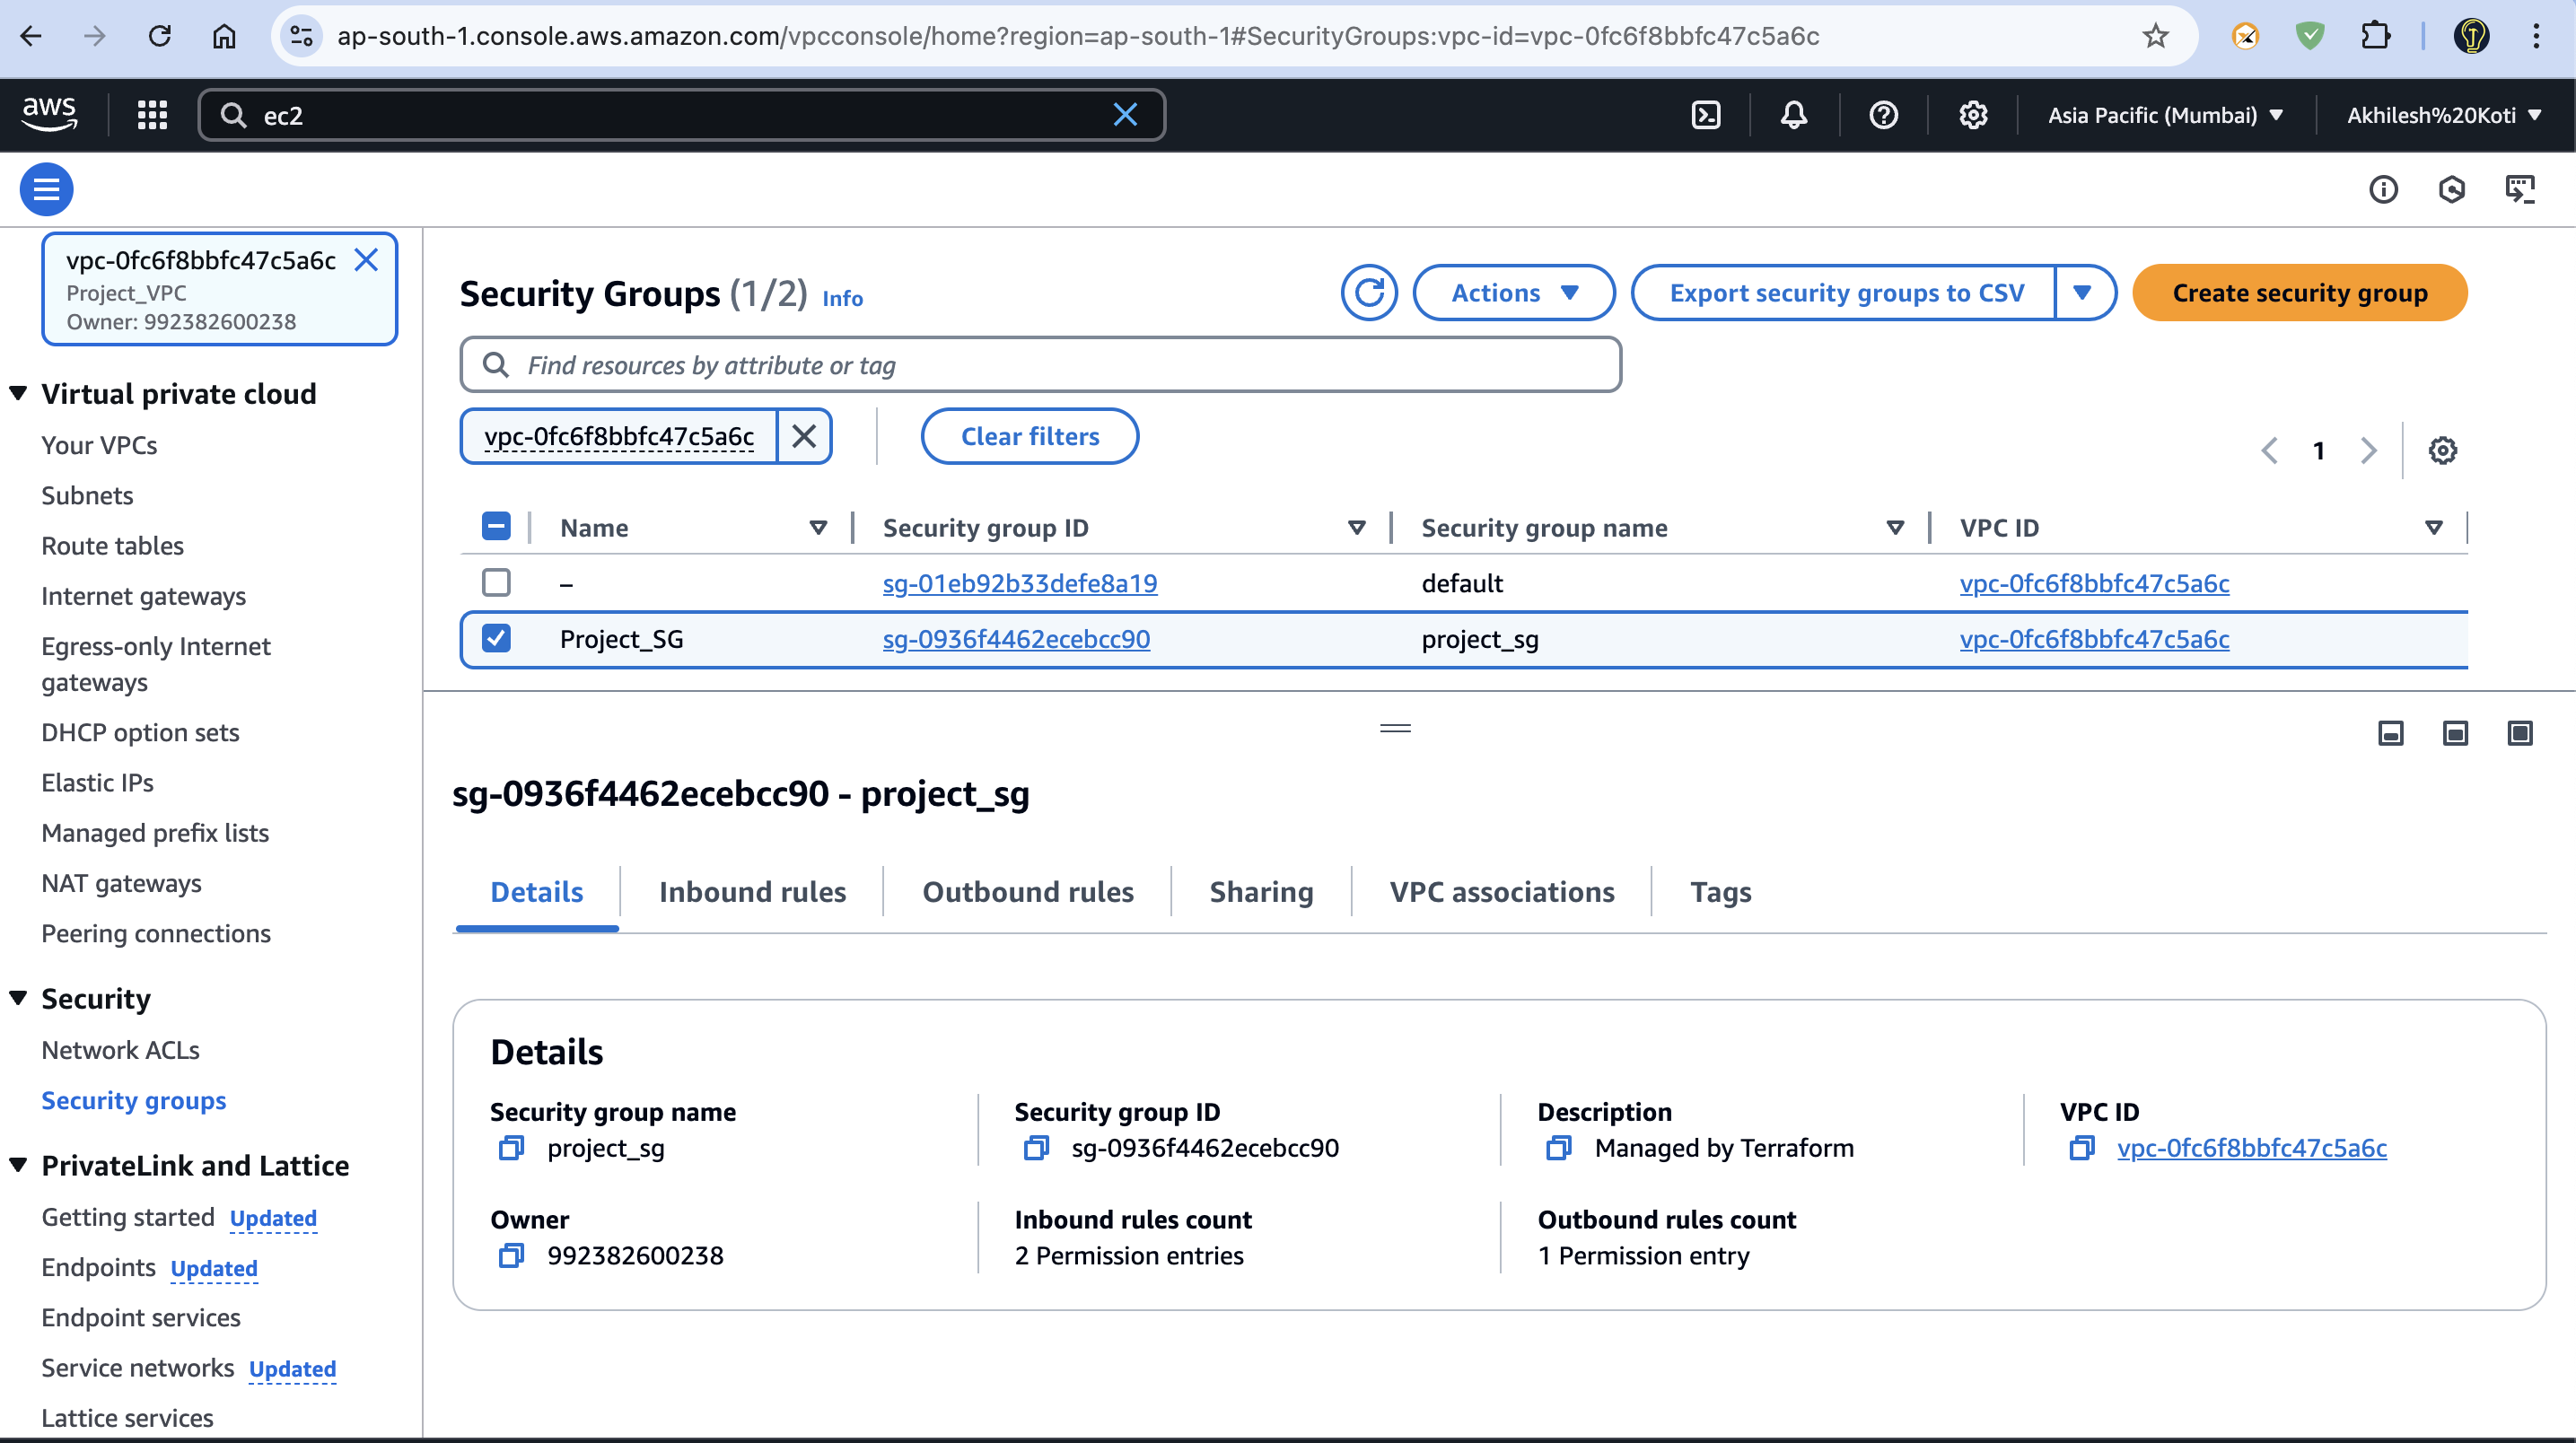 ap-south-1.console.aws.amazon.com/vpcconsole/home?region=ap-south-1#SecurityGroups:vpc-id=vpc-0fc6f8bbfc47c5a6c
aws
ec2
Asia Pacific (Mumbai)
Akhilesh%20Koti
vpc-0fc6f8bbfc47c5a6c
Project_VPC
Owner: 992382600238
Virtual private cloud
Your VPCs
Subnets
Route tables
Internet gateways
Egress-only Internet
gateways
DHCP option sets
Elastic IPs
Managed prefix lists
NAT gateways
Peering connections
Security
Network ACLs
Security groups
PrivateLink and Lattice
Getting started Updated
Endpoints Updated
Endpoint services
Service networks Updated
Lattice services
Security Groups (1/2) Info
Actions
Export security groups to CSV
Create security group
Find resources by attribute or tag
vpc-0fc6f8bbfc47c5a6c
Clear filters
1
Name Security group ID Security group name VPC ID
– sg-01eb92b33defe8a19 default vpc-0fc6f8bbfc47c5a6c
Project_SG sg-0936f4462ecebcc90 project_sg vpc-0fc6f8bbfc47c5a6c
sg-0936f4462ecebcc90 - project_sg
Details Inbound rules Outbound rules Sharing VPC associations Tags
Details
Security group name
project_sg
Security group ID
sg-0936f4462ecebcc90
Description
Managed by Terraform
VPC ID
vpc-0fc6f8bbfc47c5a6c
Owner
992382600238
Inbound rules count
2 Permission entries
Outbound rules count
1 Permission entry